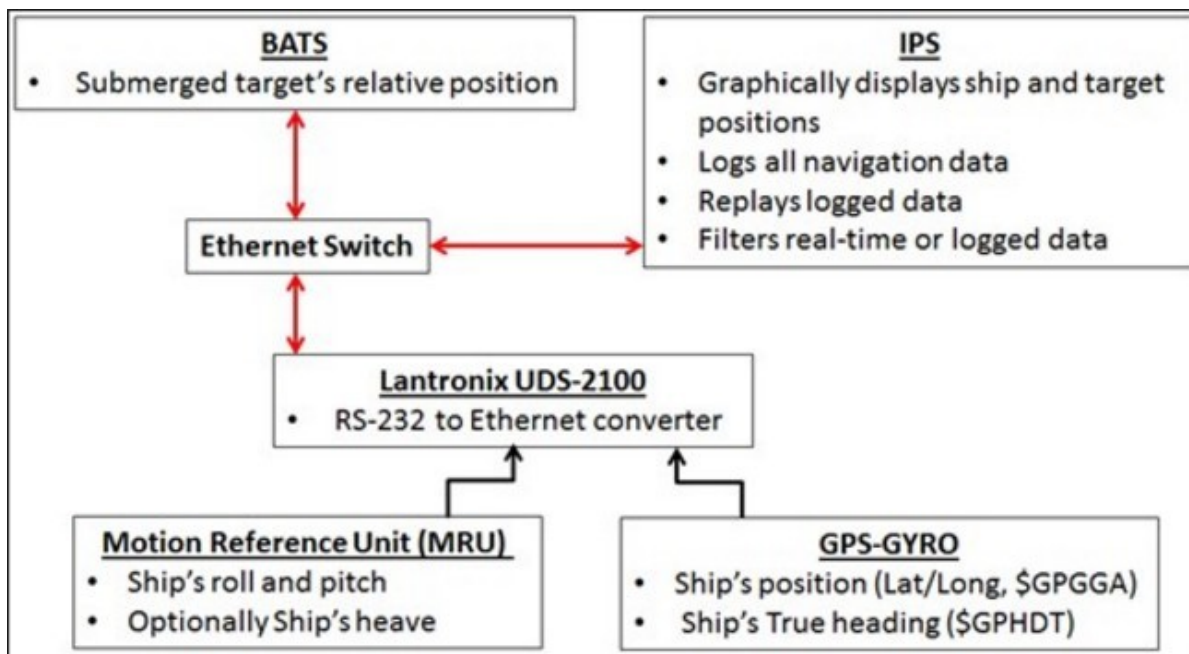 BATS
• Submerged target's relative position
IPS
• Graphically displays ship and target
positions
• Logs all navigation data
• Replays logged data
• Filters real-time or logged data
Ethernet Switch
Lantronix UDS-2100
• RS-232 to Ethernet converter
Motion Reference Unit (MRU)
• Ship's roll and pitch
• Optionally Ship's heave
GPS-GYRO
• Ship's position (Lat/Long, $GPGGA)
• Ship's True heading ($GPHDT)